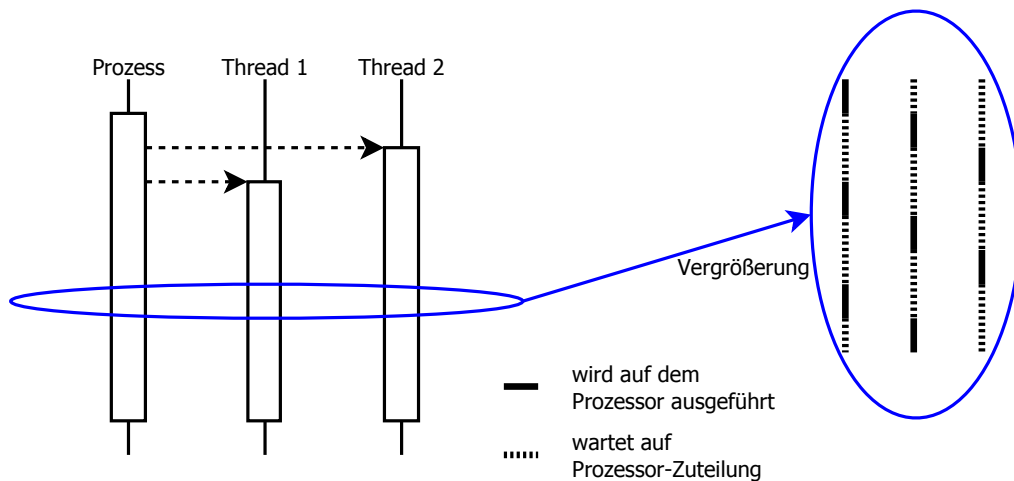 Prozess
Thread 1
Thread 2
Vergrößerung
wird auf dem
Prozessor ausgeführt
wartet auf
Prozessor-Zuteilung